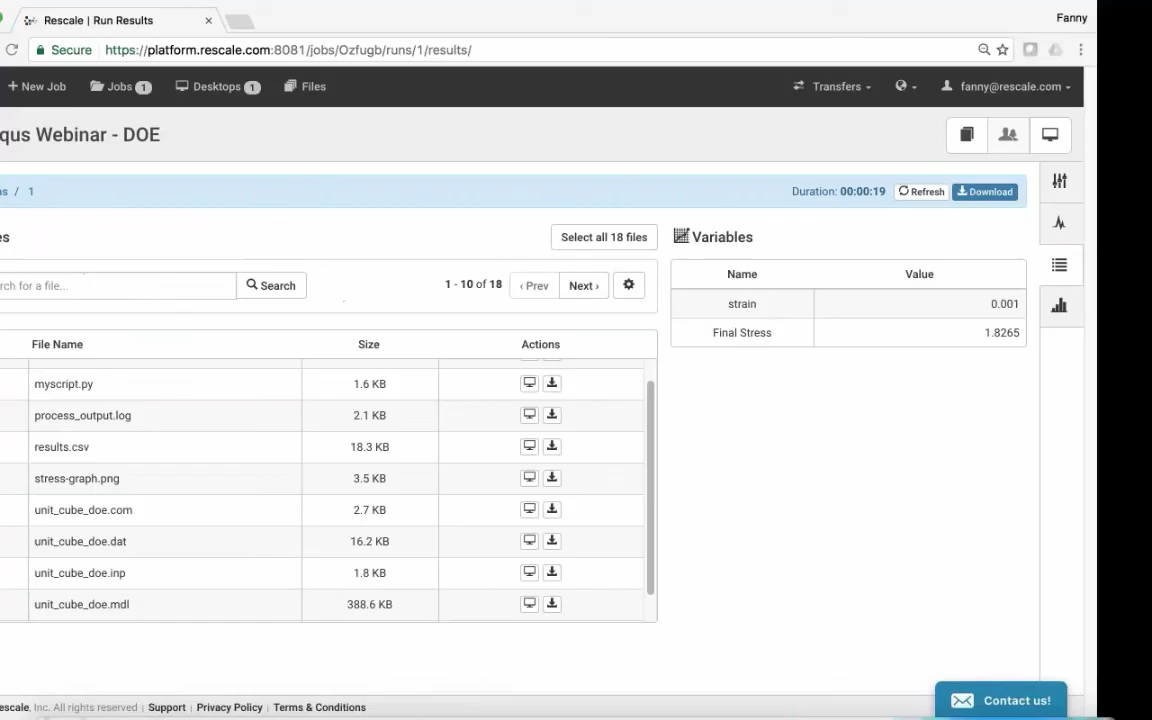 Rescale | Run Results ×
Fanny
Secure https://platform.rescale.com:8081/jobs/Ozfugb/runs/1/results/
+ New Job Jobs 1 Desktops 1 Files Transfers fanny@rescale.com
qus Webinar - DOE
ns / 1 Duration: 00:00:19 Refresh Download
es Select all 18 files Variables
rch for a file... Search 1 - 10 of 18 ‹ Prev Next ›
Name Value
strain 0.001
Final Stress 1.8265
File Name Size Actions
myscript.py 1.6 KB
process_output.log 2.1 KB
results.csv 18.3 KB
stress-graph.png 3.5 KB
unit_cube_doe.com 2.7 KB
unit_cube_doe.dat 16.2 KB
unit_cube_doe.inp 1.8 KB
unit_cube_doe.mdl 388.6 KB
Contact us!
escale, Inc. All rights reserved | Support | Privacy Policy | Terms & Conditions